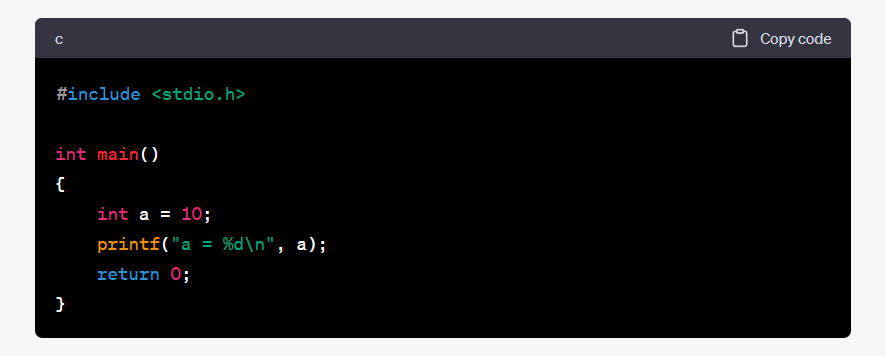 c
Copy code
#include <stdio.h>
int main()
{
    int a = 10;
    printf("a = %d\n", a);
    return 0;
}